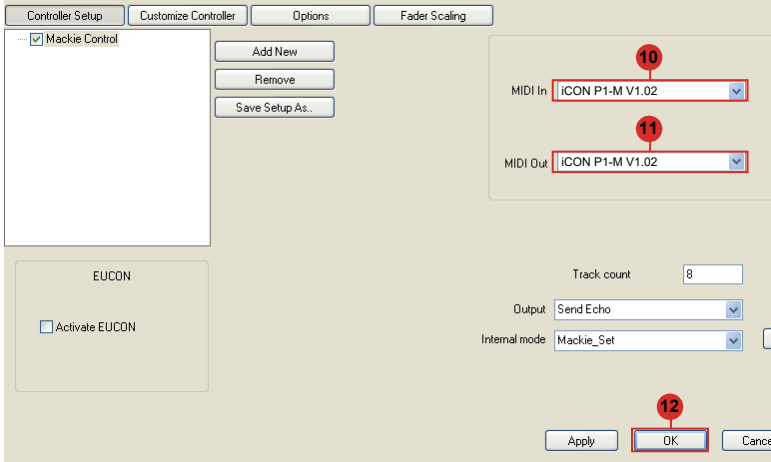 Controller Setup
Customize Controller
Options
Fader Scaling
Mackie Control
Add New
Remove
Save Setup As..
10
MIDI In
iCON P1-M V1.02
11
MIDI Out
iCON P1-M V1.02
EUCON
Activate EUCON
Track count
8
Output
Send Echo
Internal mode
Mackie_Set
12
Apply
OK
Cance